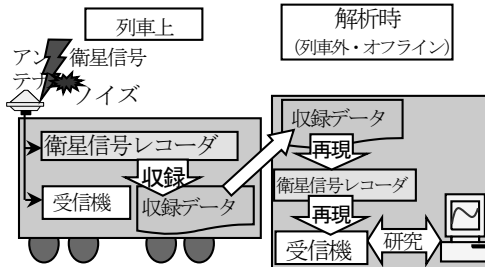 列車上
アン
テナ
衛星信号
ノイズ
衛星信号レコーダ
収録
受信機
収録データ
解析時
(列車外・オフライン)
収録データ
再現
衛星信号レコーダ
再現
受信機
研究